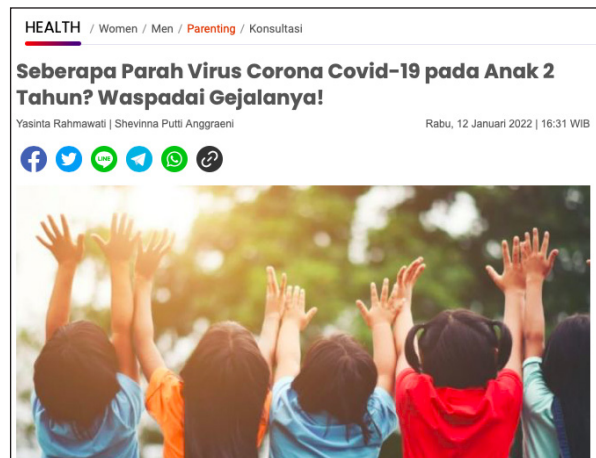 HEALTH / Women / Men / Parenting / Konsultasi
Seberapa Parah Virus Corona Covid-19 pada Anak 2
Tahun? Waspadai Gejalanya!
Yasinta Rahmawati | Shevinna Putti Anggraeni Rabu, 12 Januari 2022 | 16:31 WIB
LINE